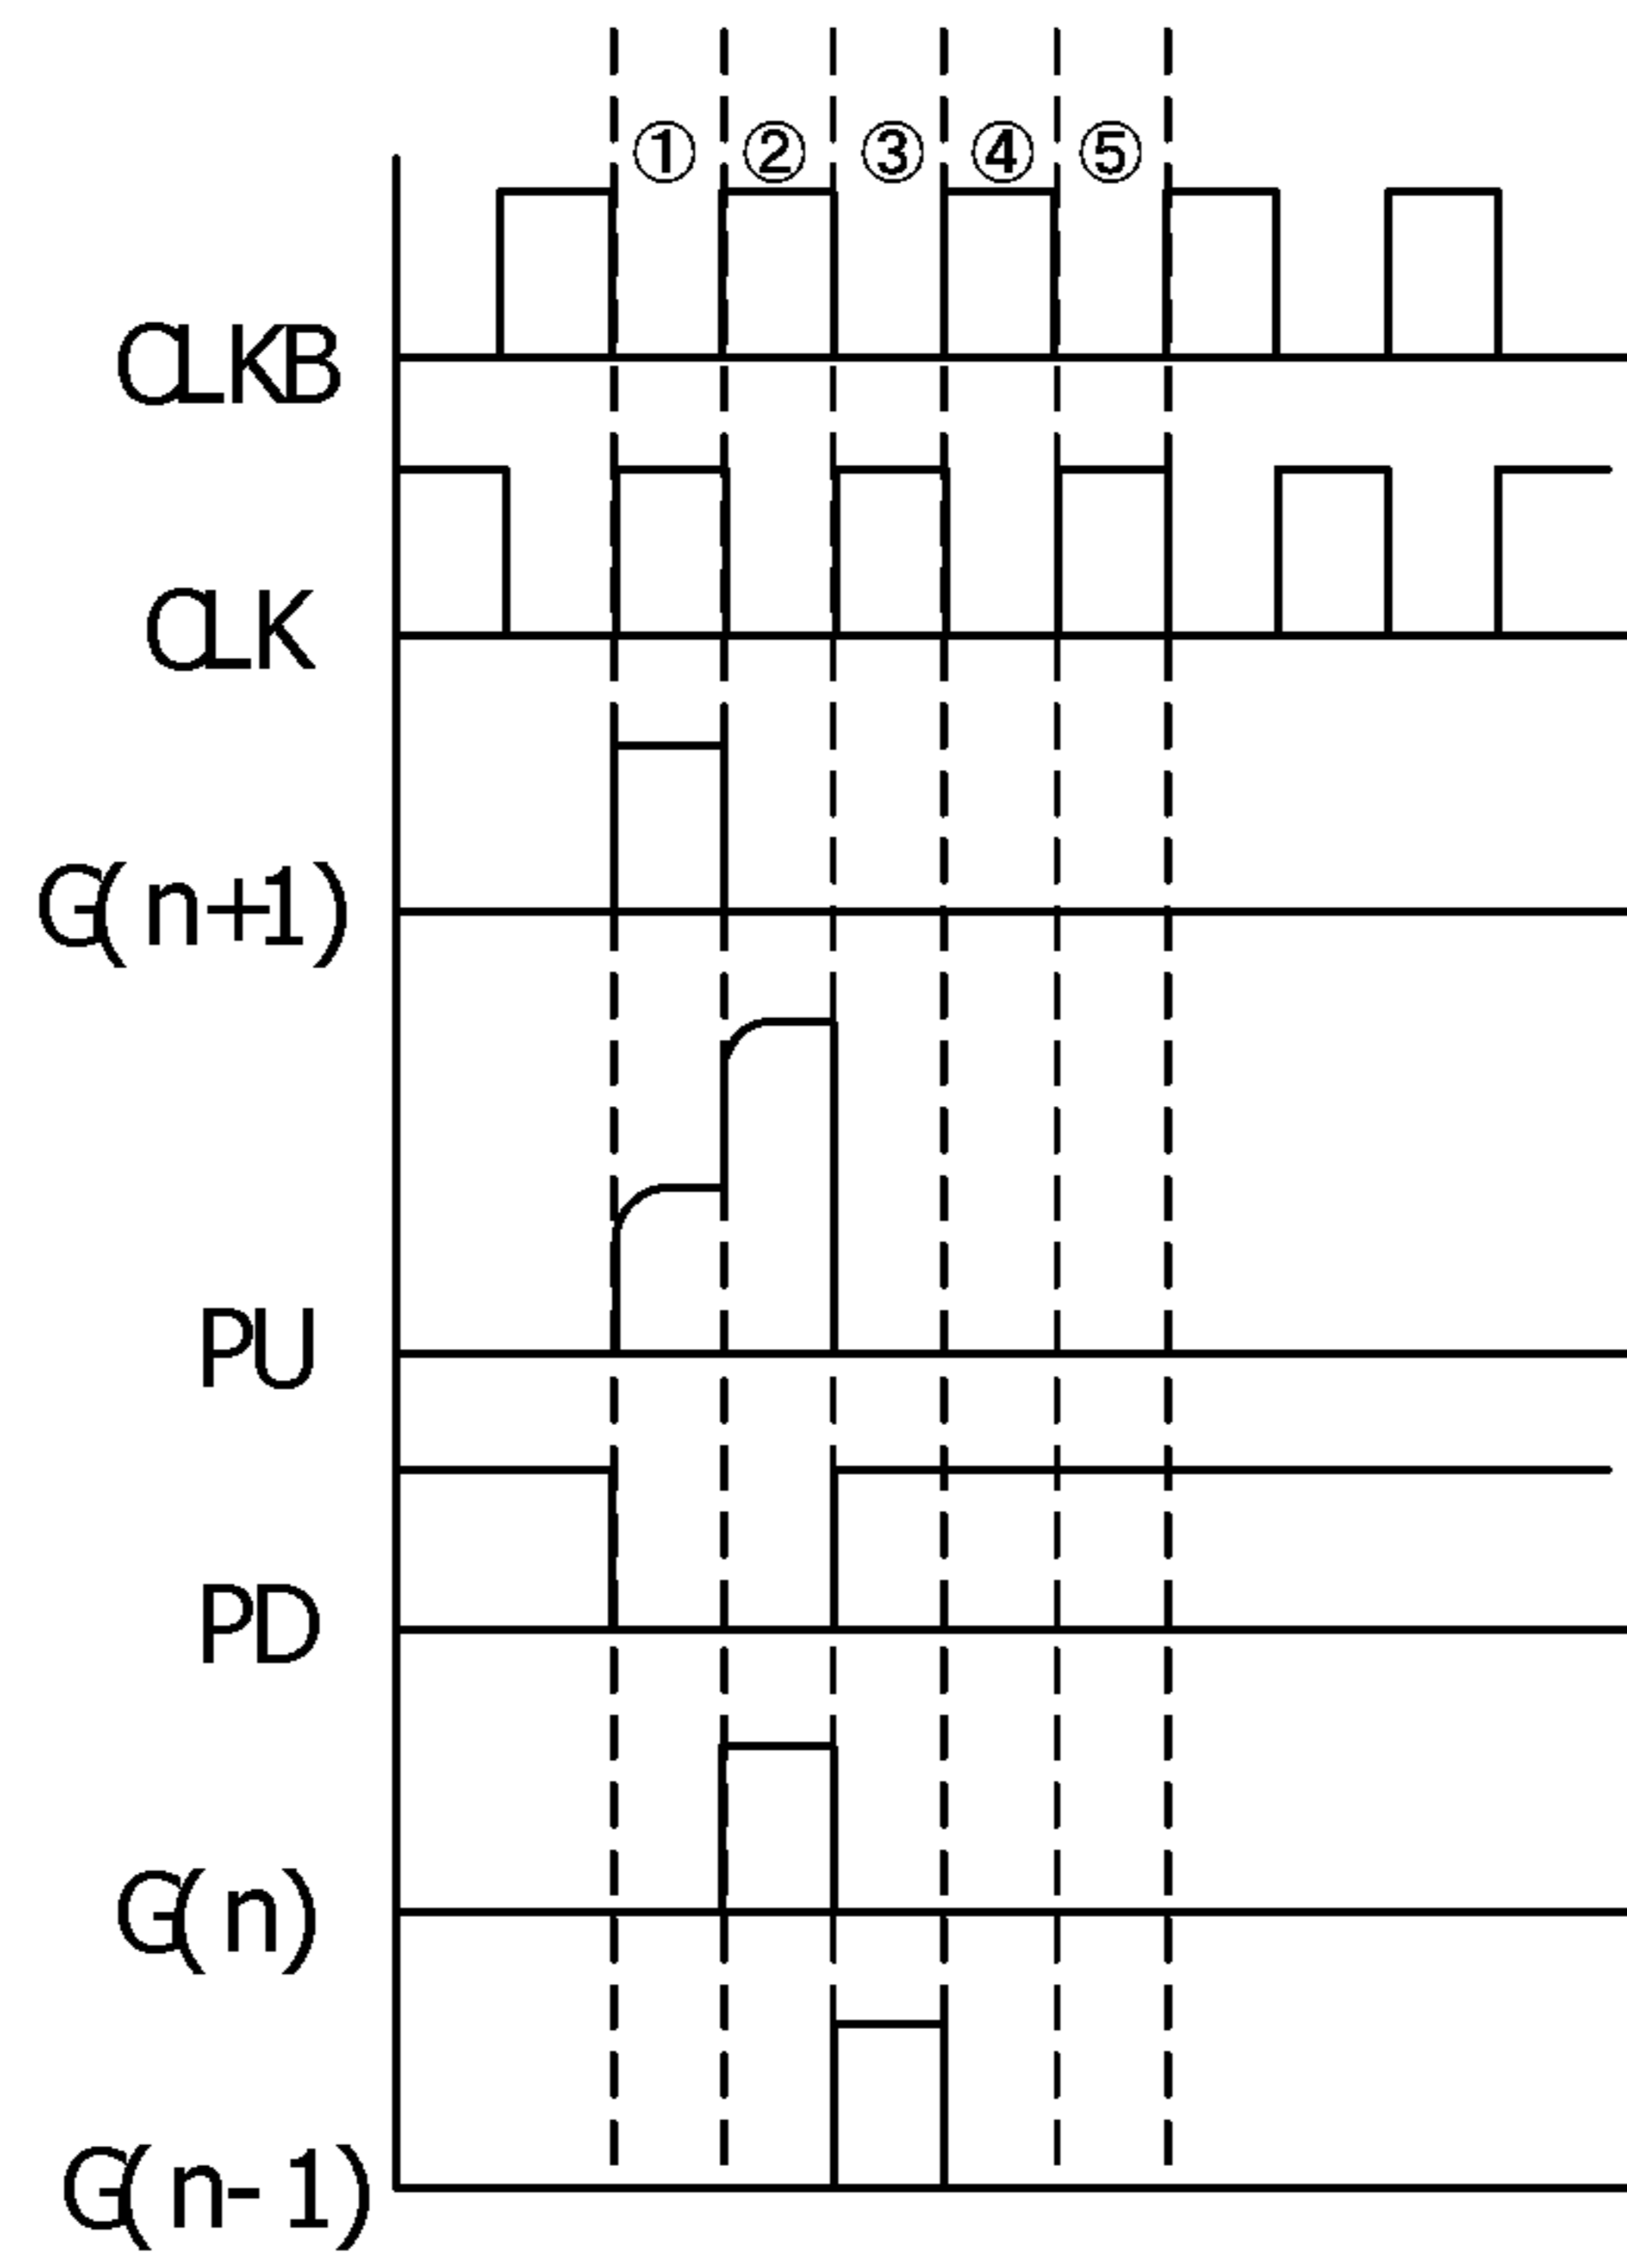 ① ② ③ ④ ⑤
CLKB
CLK
G(n+1)
PU
PD
G(n)
G(n-1)